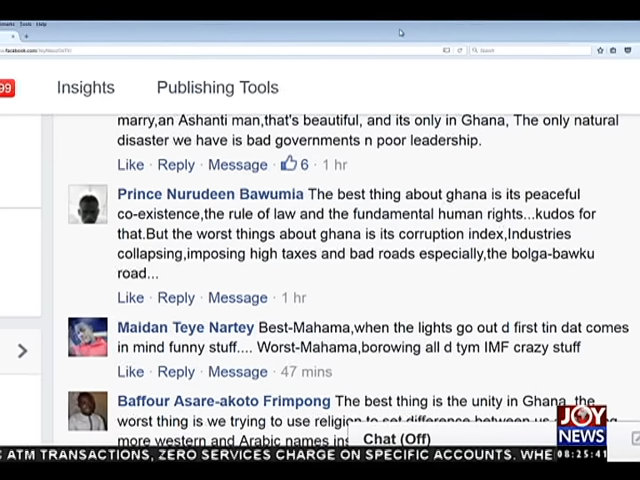 Tools Help
Search
99 Insights Publishing Tools
marry,an Ashanti man,that's beautiful, and its only in Ghana, The only natural
disaster we have is bad governments n poor leadership.
Like · Reply · Message · 6 · 1 hr
Prince Nurudeen Bawumia The best thing about ghana is its peaceful
co-existence,the rule of law and the fundamental human rights...kudos for
that.But the worst things about ghana is its corruption index,Industries
collapsing,imposing high taxes and bad roads especially,the bolga-bawku
road...
Like · Reply · Message · 1 hr
Maidan Teye Nartey Best-Mahama,when the lights go out d first tin dat comes
in mind funny stuff.... Worst-Mahama,borowing all d tym IMF crazy stuff
Like · Reply · Message · 47 mins
Baffour Asare-akoto Frimpong The best thing is the unity in Ghana, the
worst thing is we trying to use religion to set difference between us
more western and Arabic names
Chat (Off)
JOY
NEWS
ATM TRANSACTIONS, ZERO SERVICES CHARGE ON SPECIFIC ACCOUNTS. WHE
08:25:41